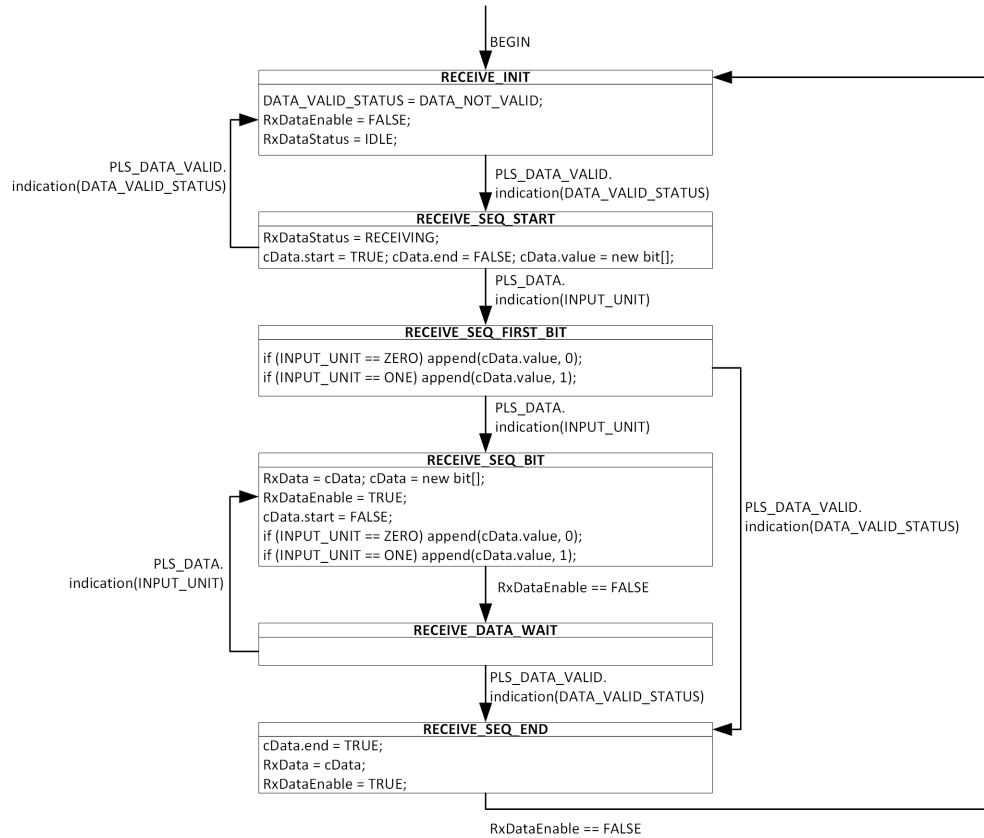 BEGIN
RECEIVE_INIT
DATA_VALID_STATUS = DATA_NOT_VALID;
RxDataEnable = FALSE;
RxDataStatus = IDLE;
PLS_DATA_VALID.
indication(DATA_VALID_STATUS)
PLS_DATA_VALID.
indication(DATA_VALID_STATUS)
RECEIVE_SEQ_START
RxDataStatus = RECEIVING;
cData.start = TRUE; cData.end = FALSE; cData.value = new bit[];
PLS_DATA.
indication(INPUT_UNIT)
RECEIVE_SEQ_FIRST_BIT
if (INPUT_UNIT == ZERO) append(cData.value, 0);
if (INPUT_UNIT == ONE) append(cData.value, 1);
PLS_DATA.
indication(INPUT_UNIT)
RECEIVE_SEQ_BIT
RxData = cData; cData = new bit[];
RxDataEnable = TRUE;
cData.start = FALSE;
if (INPUT_UNIT == ZERO) append(cData.value, 0);
if (INPUT_UNIT == ONE) append(cData.value, 1);
PLS_DATA_VALID.
indication(DATA_VALID_STATUS)
PLS_DATA.
indication(INPUT_UNIT)
RxDataEnable == FALSE
RECEIVE_DATA_WAIT
PLS_DATA_VALID.
indication(DATA_VALID_STATUS)
RECEIVE_SEQ_END
cData.end = TRUE;
RxData = cData;
RxDataEnable = TRUE;
RxDataEnable == FALSE